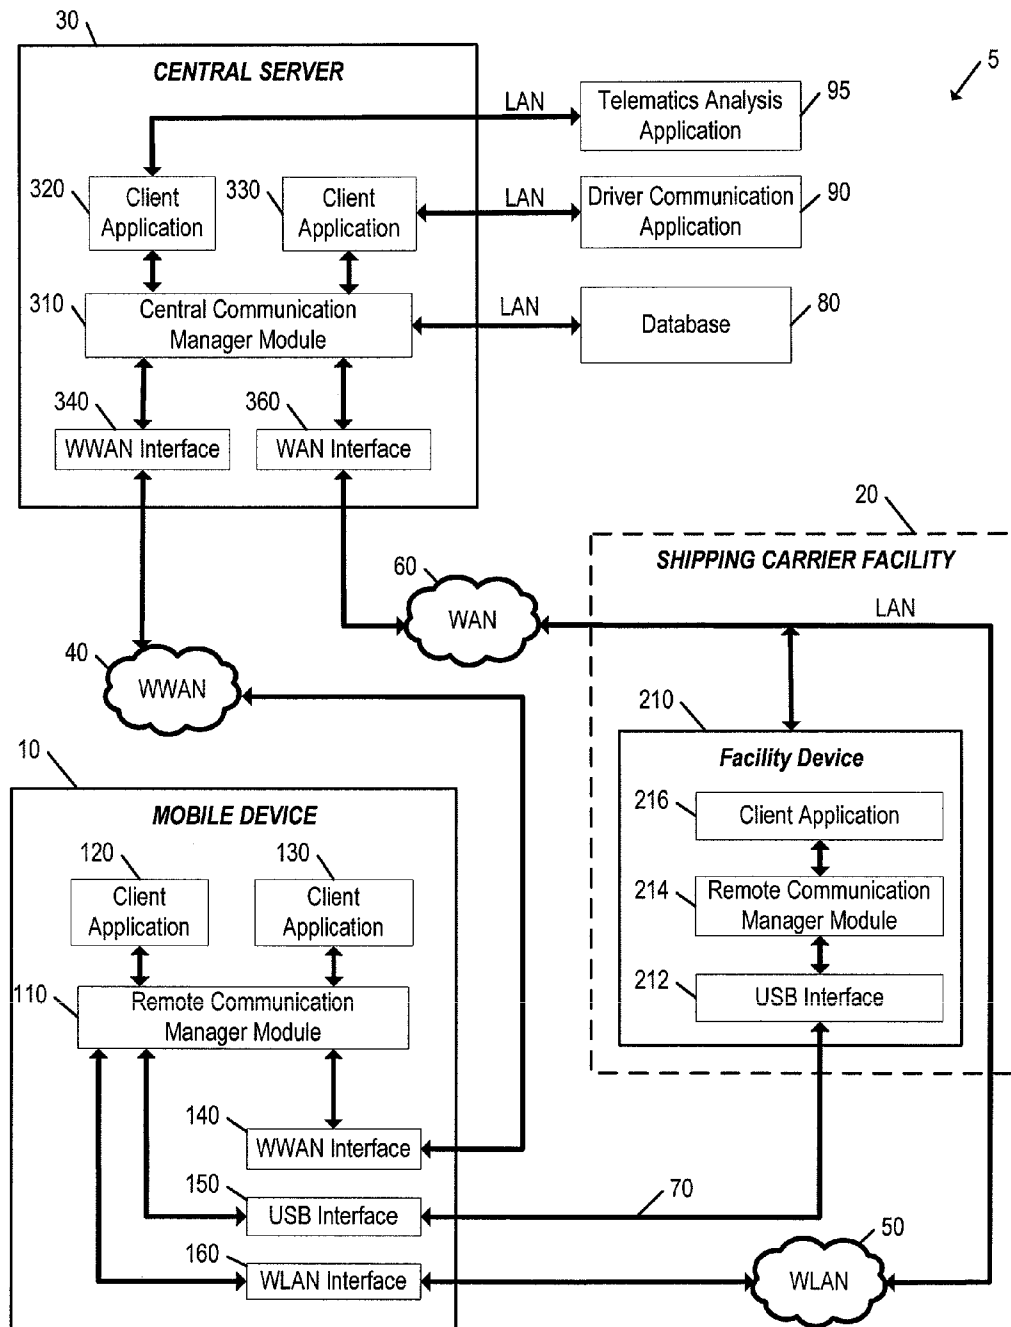 30
CENTRAL SERVER
5
LAN
Telematics Analysis
Application
95
320
Client
Application
330
Client
Application
LAN
Driver Communication
Application
90
310
Central Communication
Manager Module
LAN
Database
80
340
WWAN Interface
360
WAN Interface
20
SHIPPING CARRIER FACILITY
60
WAN
LAN
40
WWAN
210
Facility Device
10
MOBILE DEVICE
216
Client Application
120
Client
Application
130
Client
Application
214
Remote Communication
Manager Module
110
Remote Communication
Manager Module
212
USB Interface
140
WWAN Interface
150
USB Interface
70
160
WLAN Interface
50
WLAN